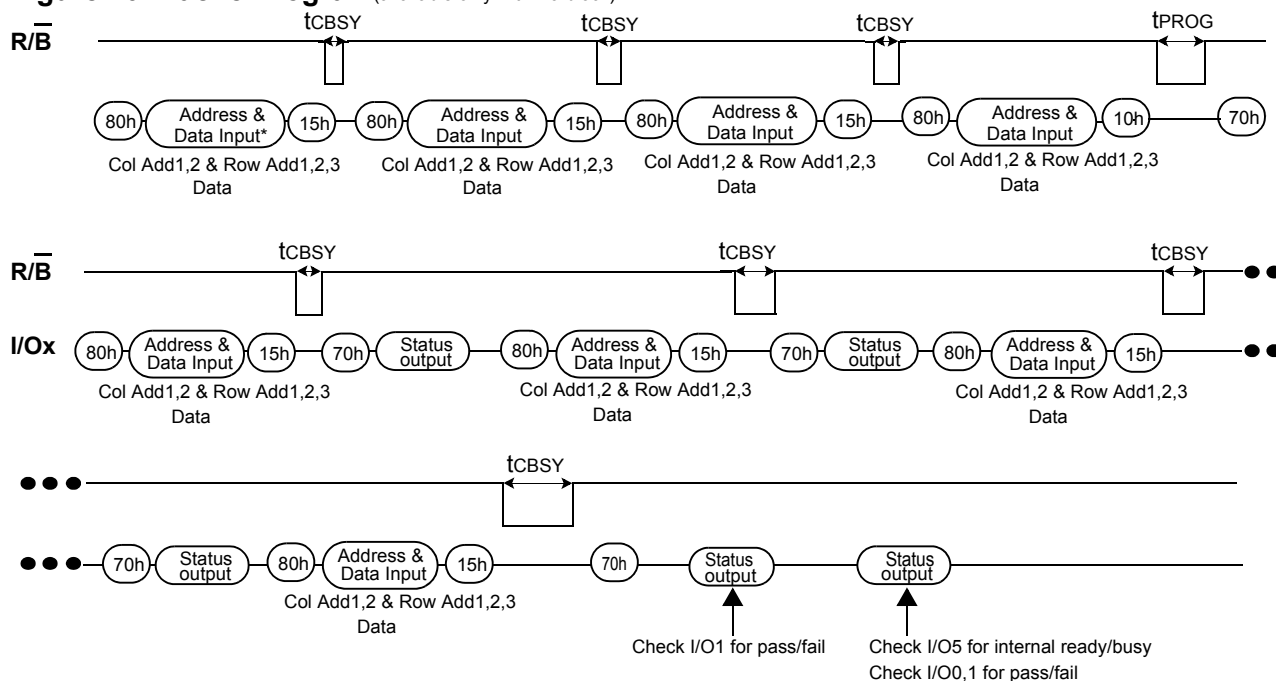 tCBSY tCBSY tCBSY tPROG
R/B
80h Address & Data Input* 15h 80h Address & Data Input 15h 80h Address & Data Input 15h 80h Address & Data Input 10h 70h
Col Add1,2 & Row Add1,2,3 Col Add1,2 & Row Add1,2,3 Col Add1,2 & Row Add1,2,3 Col Add1,2 & Row Add1,2,3
Data Data Data Data
tCBSY tCBSY tCBSY
R/B
I/Ox 80h Address & Data Input 15h 70h Status output 80h Address & Data Input 15h 70h Status output 80h Address & Data Input 15h
Col Add1,2 & Row Add1,2,3 Col Add1,2 & Row Add1,2,3 Col Add1,2 & Row Add1,2,3
Data Data Data
tCBSY
70h Status output 80h Address & Data Input 15h 70h Status output Status output
Col Add1,2 & Row Add1,2,3
Data
Check I/O1 for pass/fail Check I/O5 for internal ready/busy
Check I/O0,1 for pass/fail